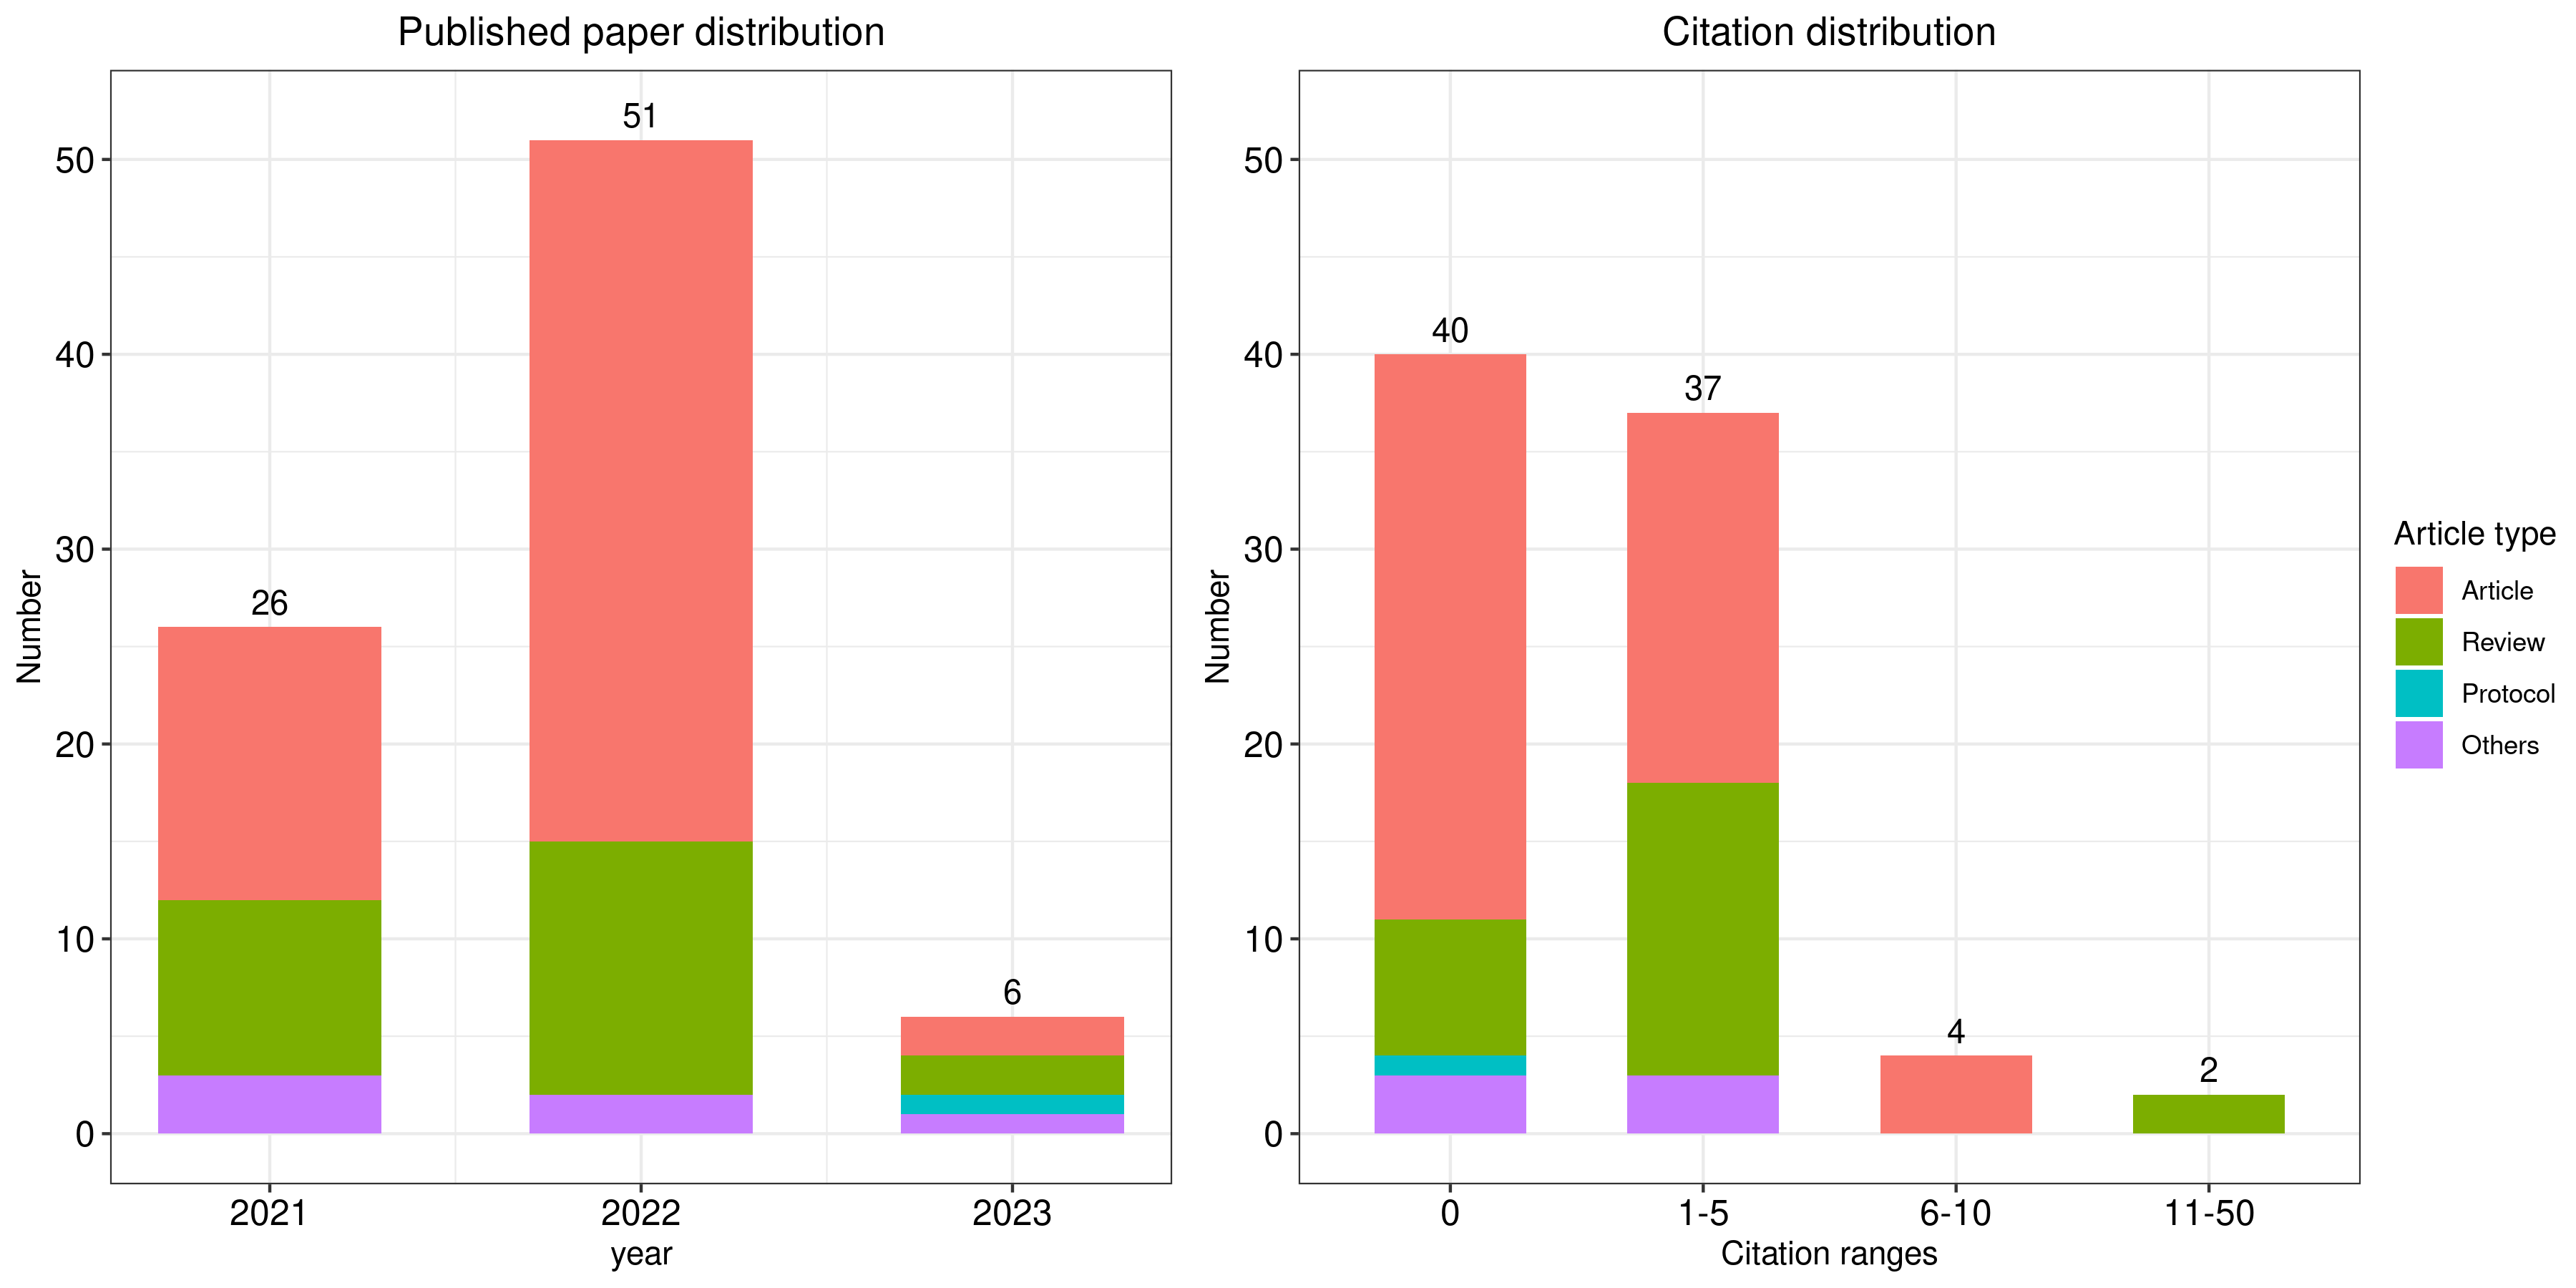 Published paper distribution
Number
50
40
30
20
10
0
26
51
6
2021
2022
2023
year
Citation distribution
Number
50
40
30
20
10
0
40
37
4
2
0
1-5
6-10
11-50
Citation ranges
Article type
Article
Review
Protocol
Others